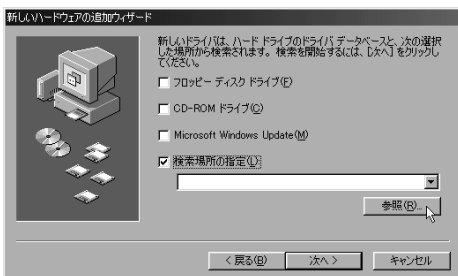 新しいハードウェアの追加ウィザード
新しいドライバは、ハード ドライブのドライバ データベースと、次の選択
した場所から検索されます。検索を開始するには、[次へ] をクリックし
てください。
フロッピー ディスク ドライブ(F)
CD-ROM ドライブ(C)
Microsoft Windows Update(M)
検索場所の指定(L)
参照(R)...
< 戻る(B)
次へ >
キャンセル